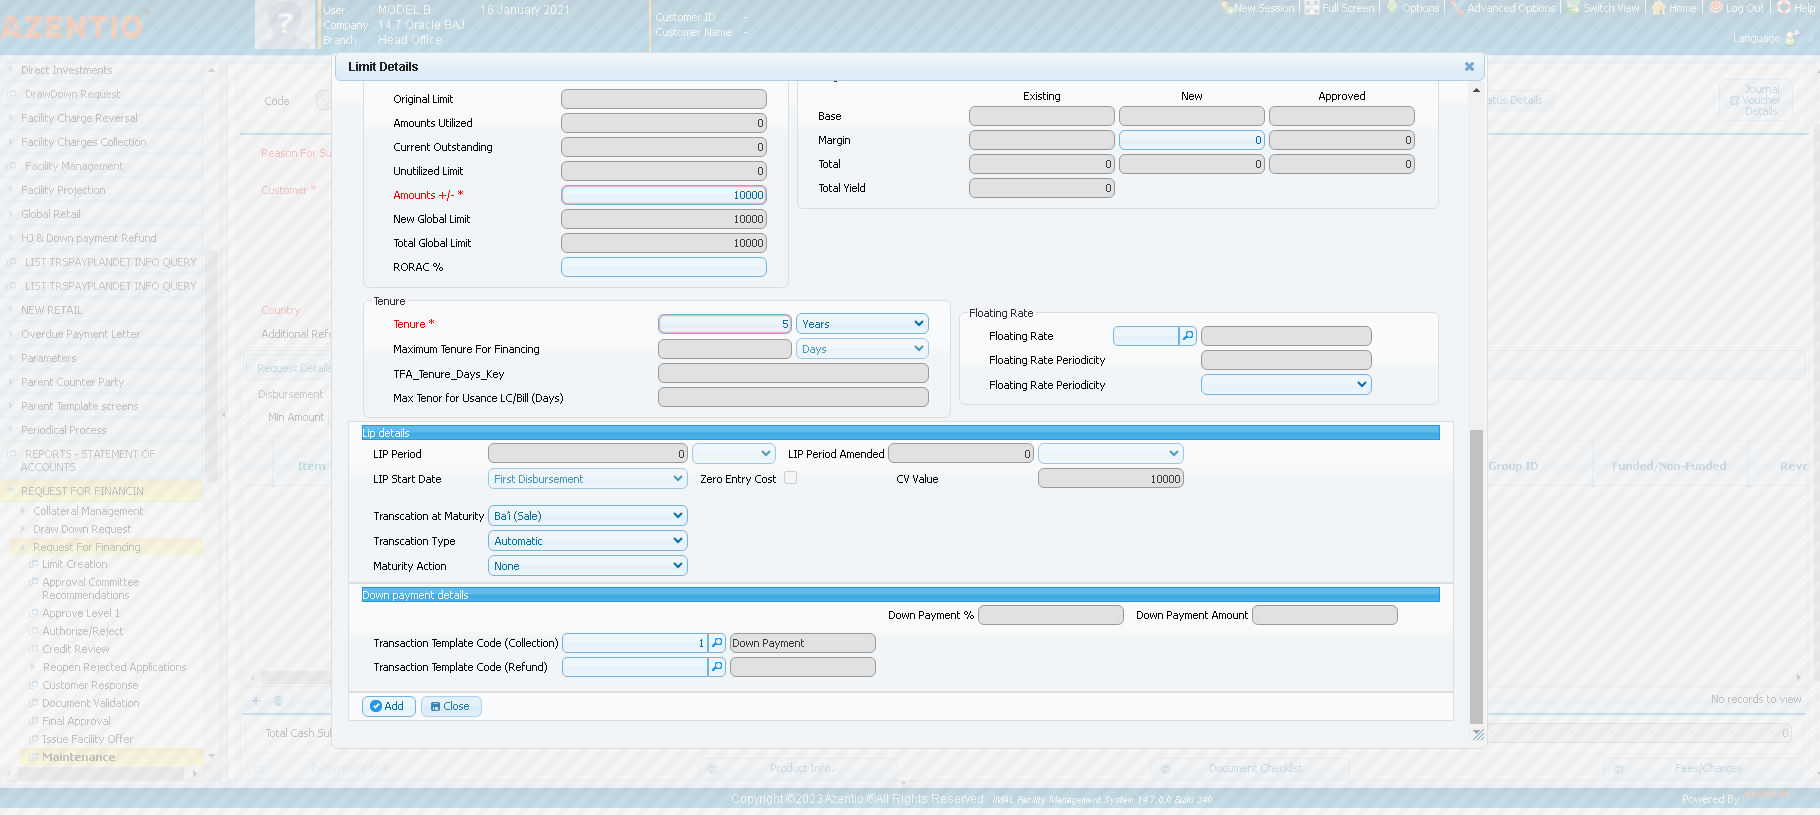 AZENTIO
User : MODEL B 16 January 2021
Company : 14.7 Oracle BAJ
Branch : Head Office
Customer ID : -
Customer Name : -
New Session Full Screen Options Advanced Options Switch View Home Log Out Help
Language
Direct Investments
DrawDown Request
Facility Charge Reversal
Facility Charges Collection
Facility Management
Facility Projection
Global Retail
HJ & Down payment Refund
LIST TRSPAYPLANDET INFO QUERY
LIST TRSPAYPLANDET INFO QUERY
NEW RETAIL
Overdue Payment Letter
Parameters
Parent Counter Party
Parent Template screens
Periodical Process
REPORTS - STATEMENT OF
ACCOUNTS
REQUEST FOR FINANCIN
Collateral Management
Draw Down Request
Request For Financing
Limit Creation
Approval Committee
Recommendations
Approve Level 1
Authorize/Reject
Credit Review
Reopen Rejected Applications
Customer Response
Document Validation
Final Approval
Issue Facility Offer
Maintenance
Code
Reason For Su
Customer *
Country
Additional Refe
Request Details
Disbursement
Min Amount
Item
Total Cash Sul
Limit Details
Original Limit
Amounts Utilized 0
Current Outstanding 0
Unutilized Limit 0
Amounts +/- * 10000
New Global Limit 10000
Total Global Limit 10000
RORAC %
Existing New Approved
Base
Margin 0 0
Total 0 0 0
Total Yield 0
Tenure
Tenure * 5 Years
Maximum Tenure For Financing Days
TFA_Tenure_Days_Key
Max Tenor for Usance LC/Bill (Days)
Floating Rate
Floating Rate
Floating Rate Periodicity
Floating Rate Periodicity
Lip details
LIP Period 0 LIP Period Amended 0
LIP Start Date First Disbursement Zero Entry Cost CV Value 10000
Transcation at Maturity Ba'i (Sale)
Transcation Type Automatic
Maturity Action None
Down payment details
Down Payment % Down Payment Amount
Transaction Template Code (Collection) 1 Down Payment
Transaction Template Code (Refund)
Add Close
atus Details
Journal
Voucher
Details
Group ID Funded/Non-Funded Revo
No records to view
0
Repayment Plan Product Info. Document Checklist Fees/Charges
Copyright ©2023 Azentio ®All Rights Reserved iMAL Facility Management System 14.7.0.0 Build 340
Powered By AZENTIO